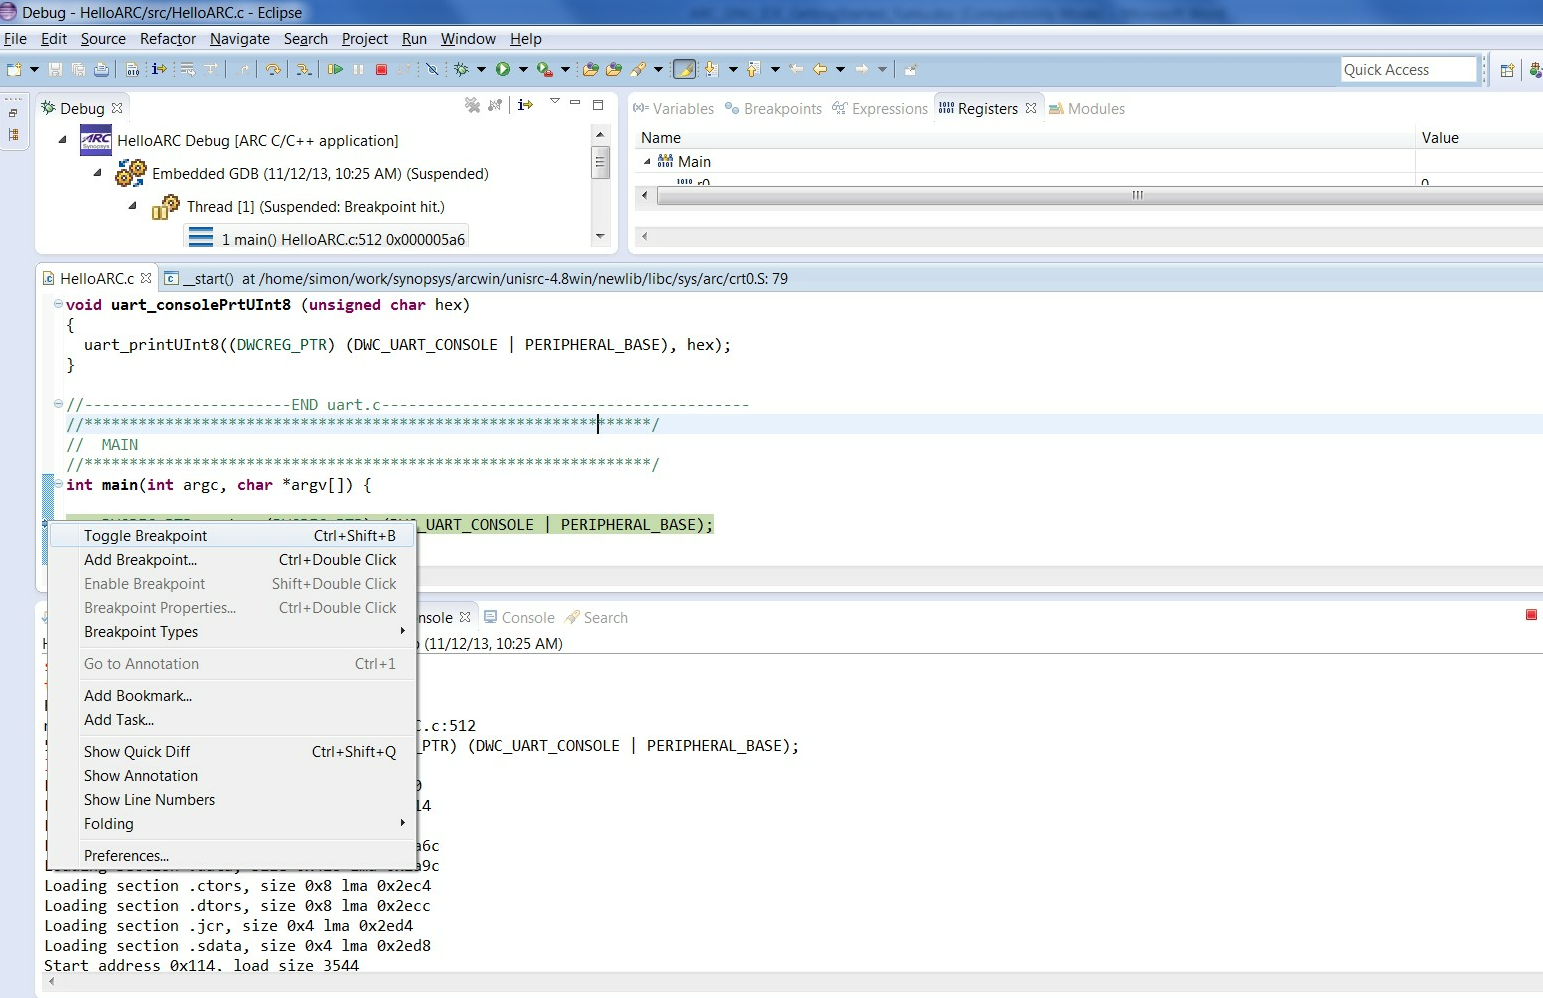 Debug - HelloARC/src/HelloARC.c - Eclipse
File Edit Source Refactor Navigate Search Project Run Window Help
Quick Access
Debug
HelloARC Debug [ARC C/C++ application]
Embedded GDB (11/12/13, 10:25 AM) (Suspended)
Thread [1] (Suspended: Breakpoint hit.)
1 main() HelloARC.c:512 0x000005a6
Variables Breakpoints Expressions Registers Modules
Name Value
Main
r0 0
HelloARC.c __start() at /home/simon/work/synopsys/arcwin/unisrc-4.8win/newlib/libc/sys/arc/crt0.S: 79
void uart_consolePrtUInt8 (unsigned char hex)
{
uart_printUInt8((DWCREG_PTR) (DWC_UART_CONSOLE | PERIPHERAL_BASE), hex);
}
//-----------------------END uart.c-----------------------------------------
//***************************************************************/
// MAIN
//***************************************************************/
int main(int argc, char *argv[]) {
_UART_CONSOLE | PERIPHERAL_BASE);
Toggle Breakpoint Ctrl+Shift+B
Add Breakpoint... Ctrl+Double Click
Enable Breakpoint Shift+Double Click
Breakpoint Properties... Ctrl+Double Click
Breakpoint Types
Go to Annotation Ctrl+1
Add Bookmark...
Add Task...
Show Quick Diff Ctrl+Shift+Q
Show Annotation
Show Line Numbers
Folding
Preferences...
nsole Console Search
(11/12/13, 10:25 AM)
C.c:512
_PTR) (DWC_UART_CONSOLE | PERIPHERAL_BASE);
0
14
a6c
a9c
Loading section .ctors, size 0x8 lma 0x2ec4
Loading section .dtors, size 0x8 lma 0x2ecc
Loading section .jcr, size 0x4 lma 0x2ed4
Loading section .sdata, size 0x4 lma 0x2ed8
Start address 0x114, load size 3544